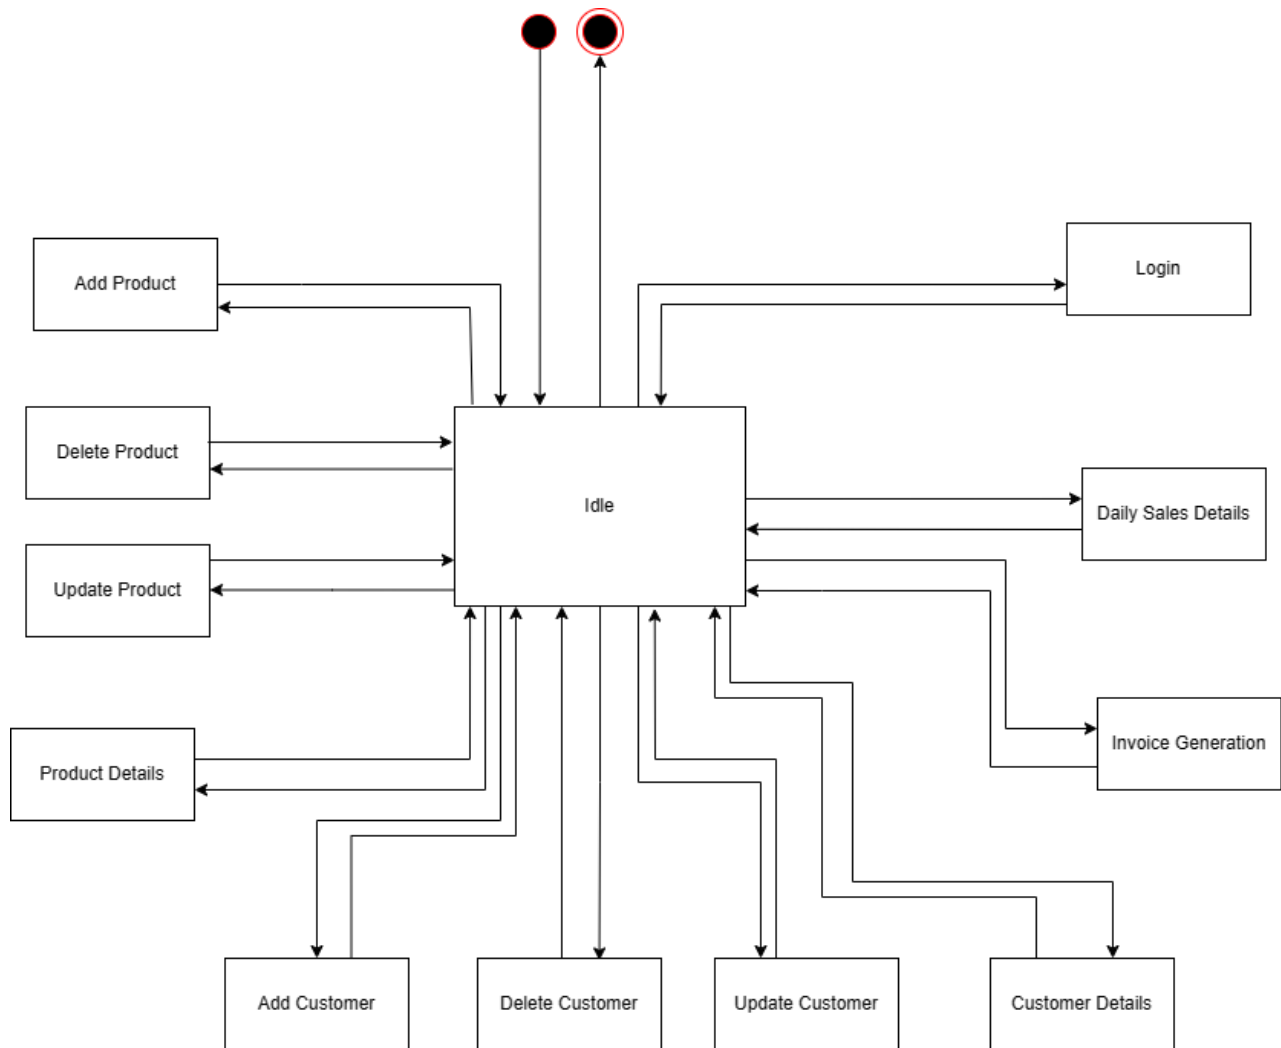 Login
Add Product
Delete Product
Idle
Daily Sales Details
Update Product
Invoice Generation
Product Details
Add Customer
Delete Customer
Update Customer
Customer Details